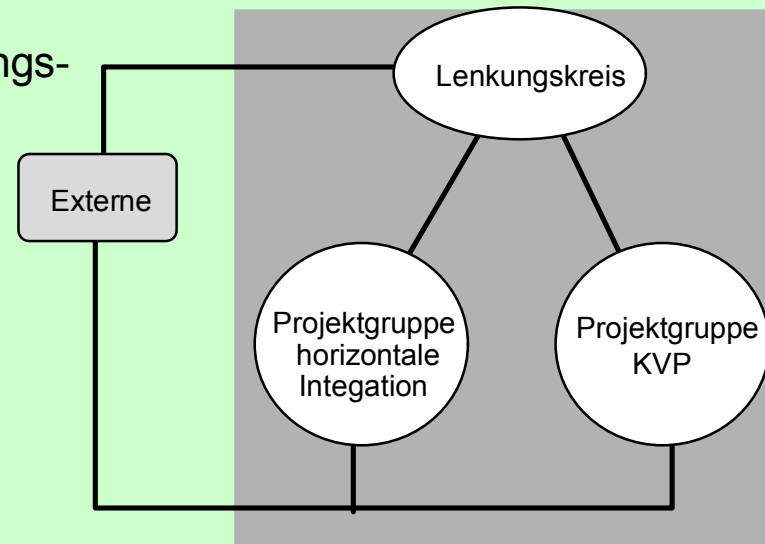 ngs-
Lenkungskreis
Externe
Projektgruppe
horizontale
Integation
Projektgruppe
KVP